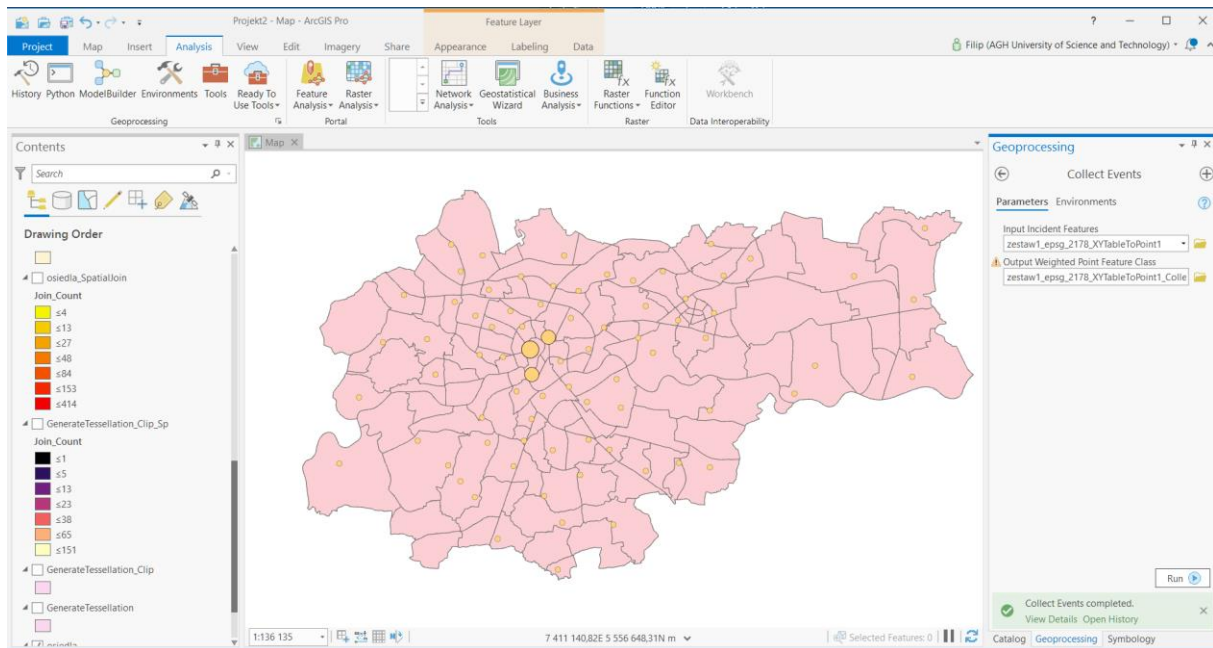 Projekt2 - Map - ArcGIS Pro
Feature Layer
?
Project Map Insert Analysis View Edit Imagery Share Appearance Labeling Data
Filip (AGH University of Science and Technology)
History Python ModelBuilder Environments Tools Ready To Use Tools Feature Analysis Raster Analysis Network Analysis Geostatistical Wizard Business Analysis Raster Functions Function Editor Workbench
Geoprocessing Portal Tools Raster Data Interoperability
Contents
Search
Drawing Order
osiedla_SpatialJoin
Join_Count
≤4
≤13
≤27
≤48
≤84
≤153
≤414
GenerateTessellation_Clip_Sp
Join_Count
≤1
≤5
≤13
≤23
≤38
≤65
≤151
GenerateTessellation_Clip
GenerateTessellation
osiedla
Map
1:136 135
7 411 140,82E 5 556 648,31N m
Selected Features: 0
Geoprocessing
Collect Events
Parameters Environments
?
Input Incident Features
zestaw1_epsg_2178_XYTableToPoint1
Output Weighted Point Feature Class
zestaw1_epsg_2178_XYTableToPoint1_Colle
Run
Collect Events completed.
View Details Open History
Catalog Geoprocessing Symbology